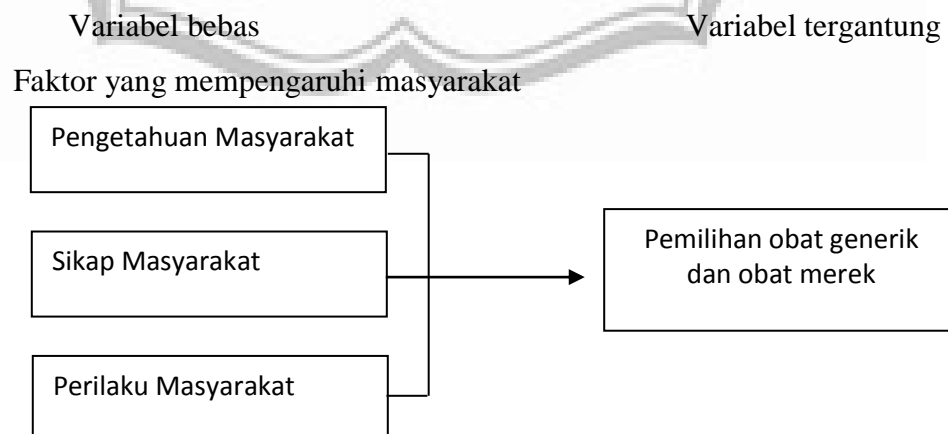 Variabel bebas Variabel tergantung
Faktor yang mempengaruhi masyarakat
Pengetahuan Masyarakat
Sikap Masyarakat
Pemilihan obat generik
dan obat merek
Perilaku Masyarakat